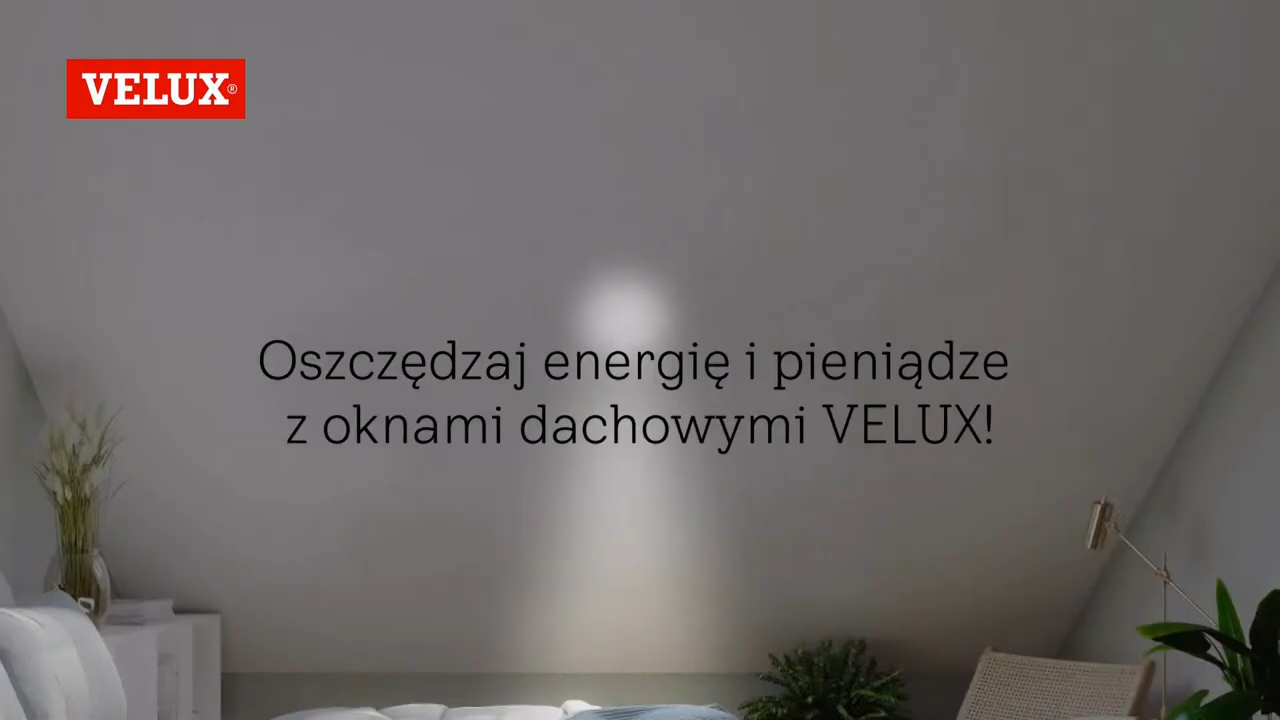 VELUX®
Oszczędzaj energię i pieniądze
z oknami dachowymi VELUX!